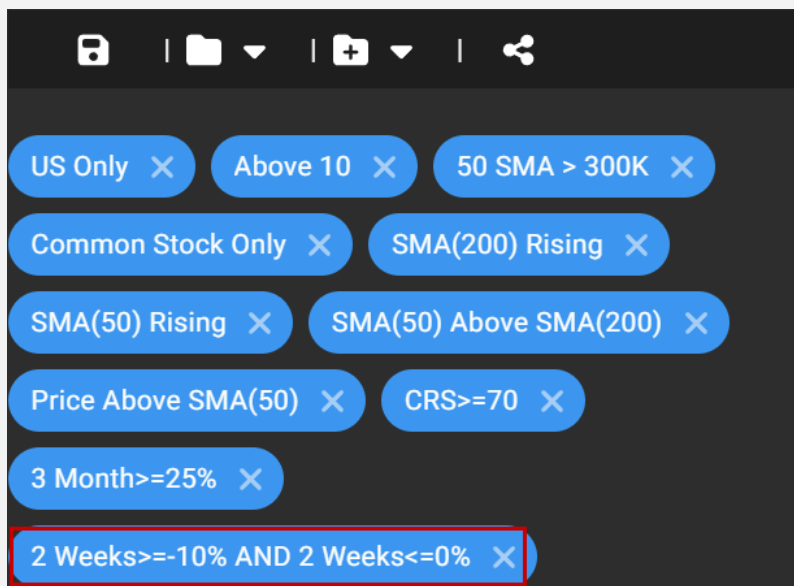 US Only
Above 10
50 SMA > 300K
Common Stock Only
SMA(200) Rising
SMA(50) Rising
SMA(50) Above SMA(200)
Price Above SMA(50)
CRS>=70
3 Month>=25%
2 Weeks>=-10% AND 2 Weeks<=0%